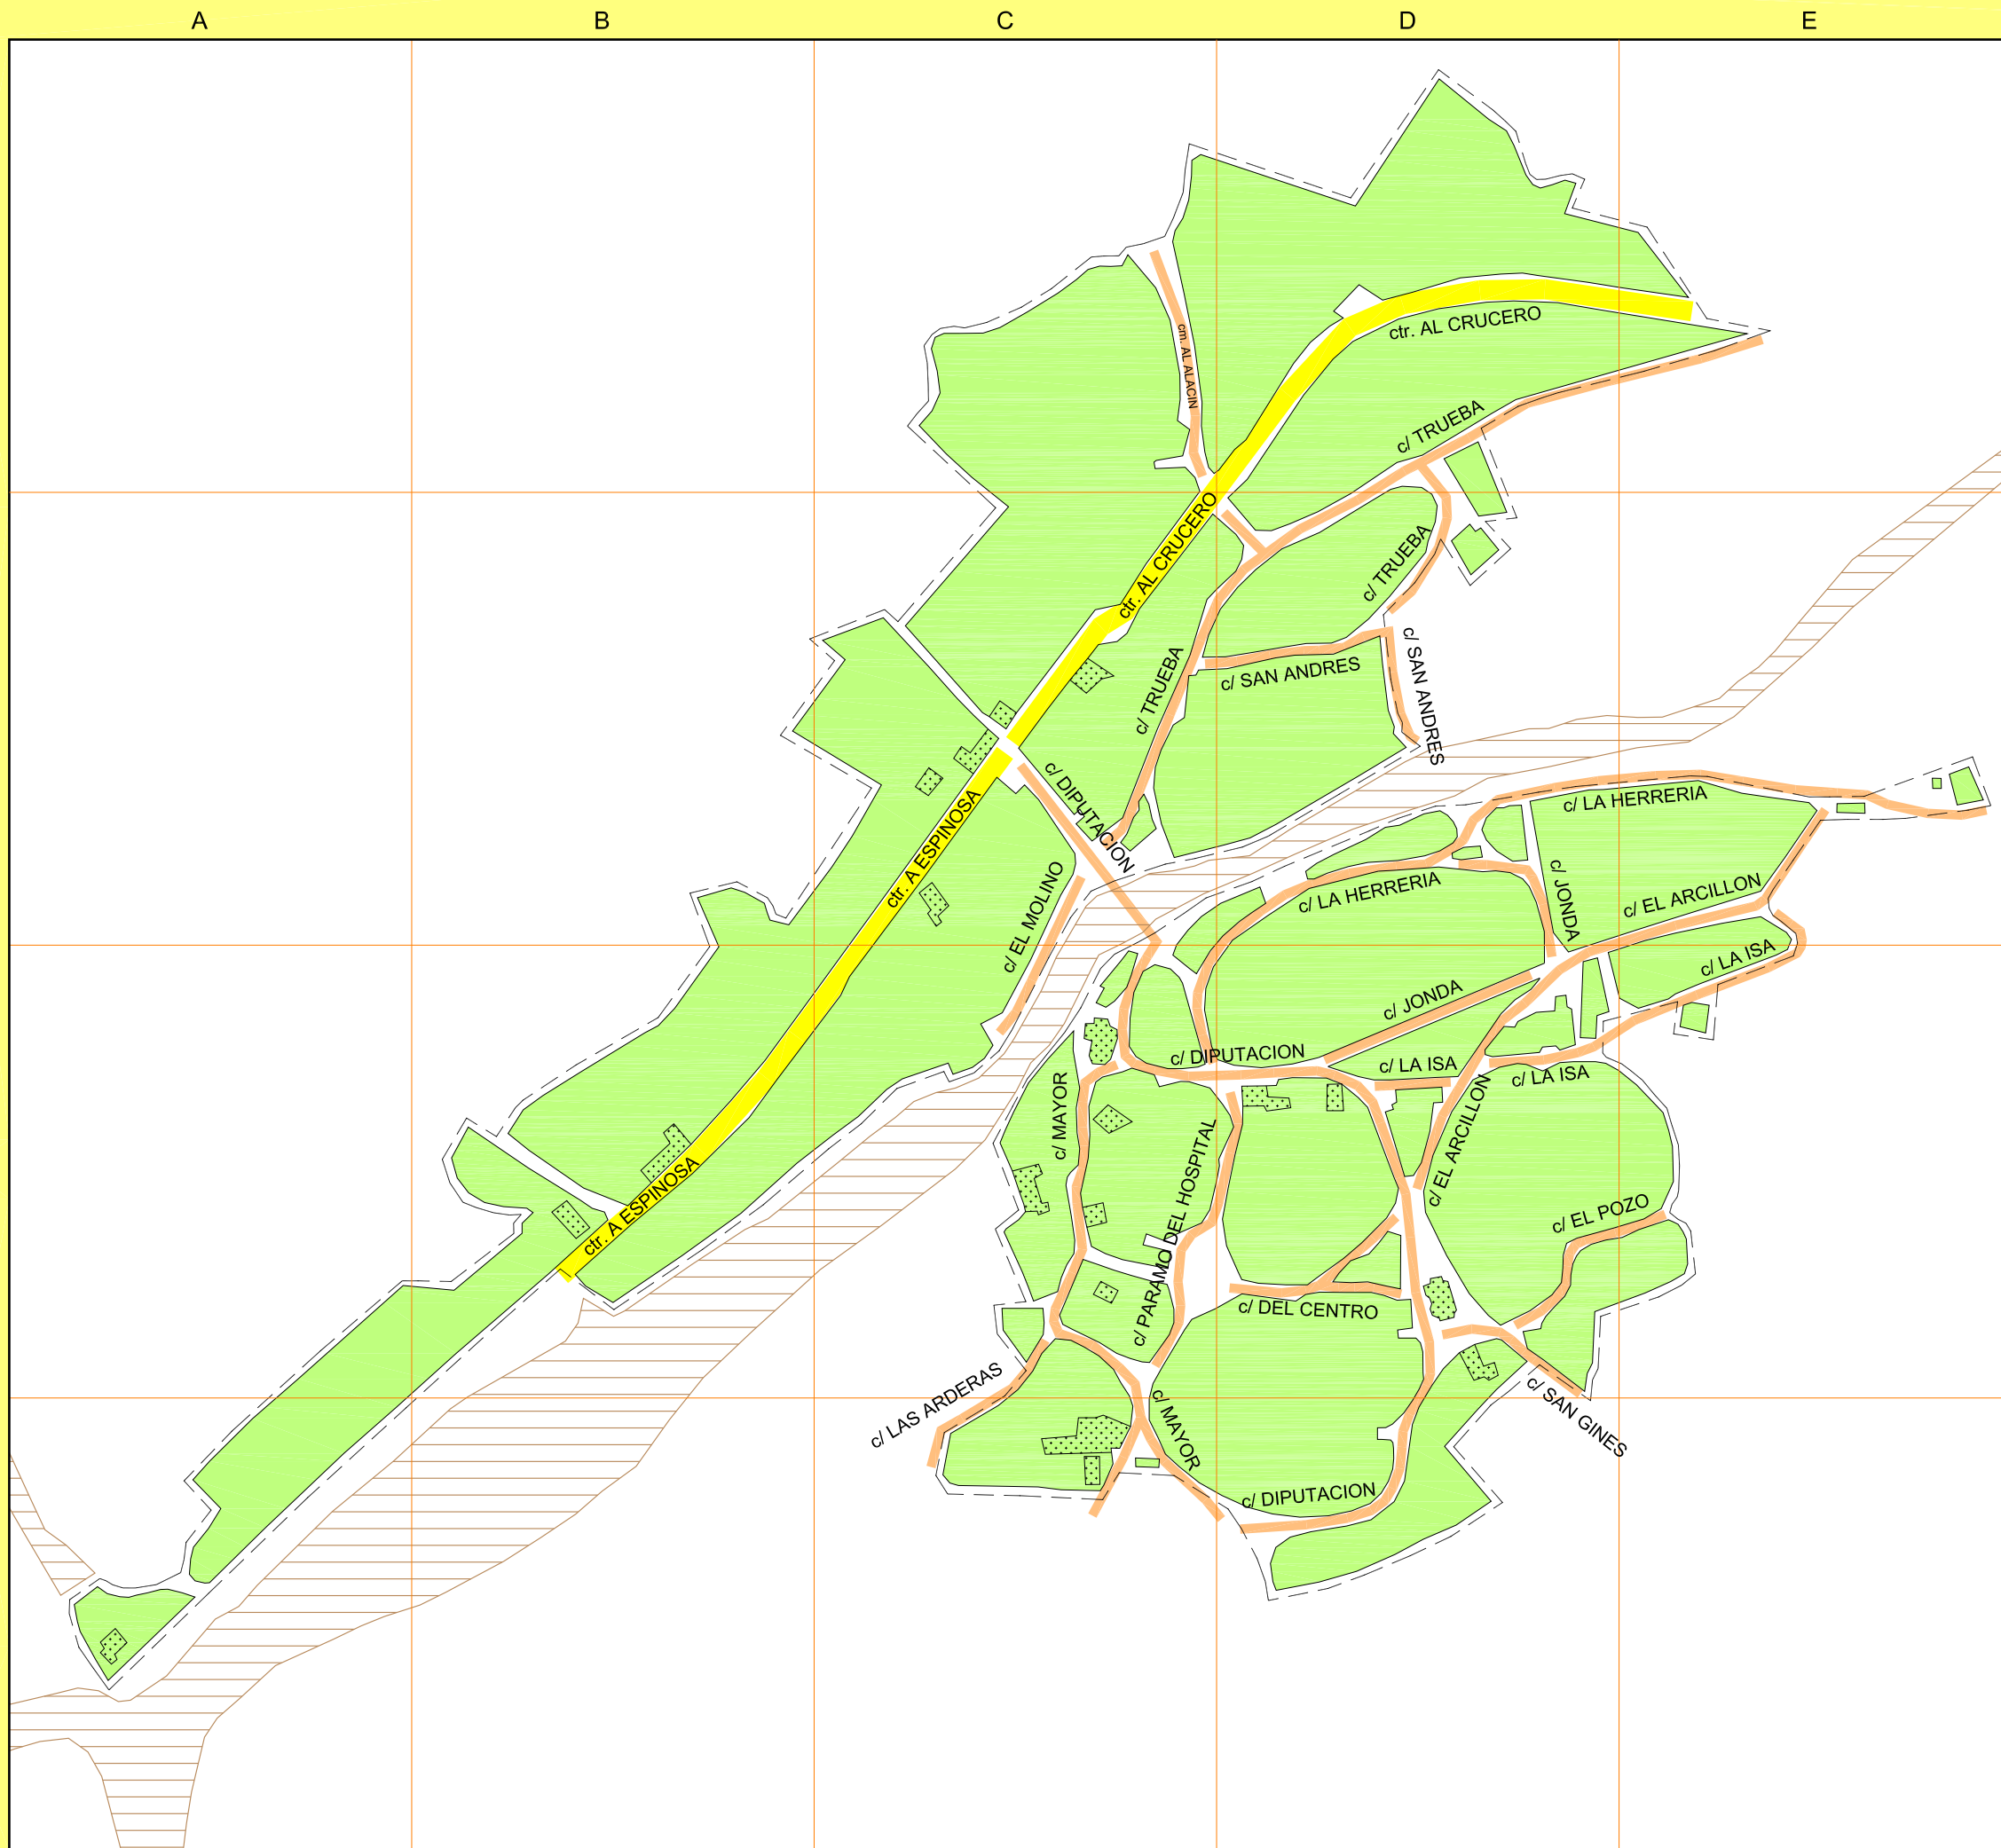 A
B
C
D
E
ctr. AL CRUCERO
cm. AL ALACIN
c/ TRUEBA
ctr. AL CRUCERO
c/ TRUEBA
c/ SAN ANDRES
c/ TRUEBA
c/ SAN ANDRES
c/ DIPUTACION
c/ LA HERRERIA
ctr. A ESPINOSA
c/ EL MOLINO
c/ LA HERRERIA
c/ JONDA
c/ EL ARCILLON
c/ LA ISA
c/ JONDA
c/ DIPUTACION
c/ LA ISA
c/ LA ISA
c/ MAYOR
c/ EL ARCILLON
c/ PARAMO DEL HOSPITAL
ctr. A ESPINOSA
c/ EL POZO
c/ DEL CENTRO
c/ LAS ARDERAS
c/ MAYOR
c/ SAN GINES
c/ DIPUTACION